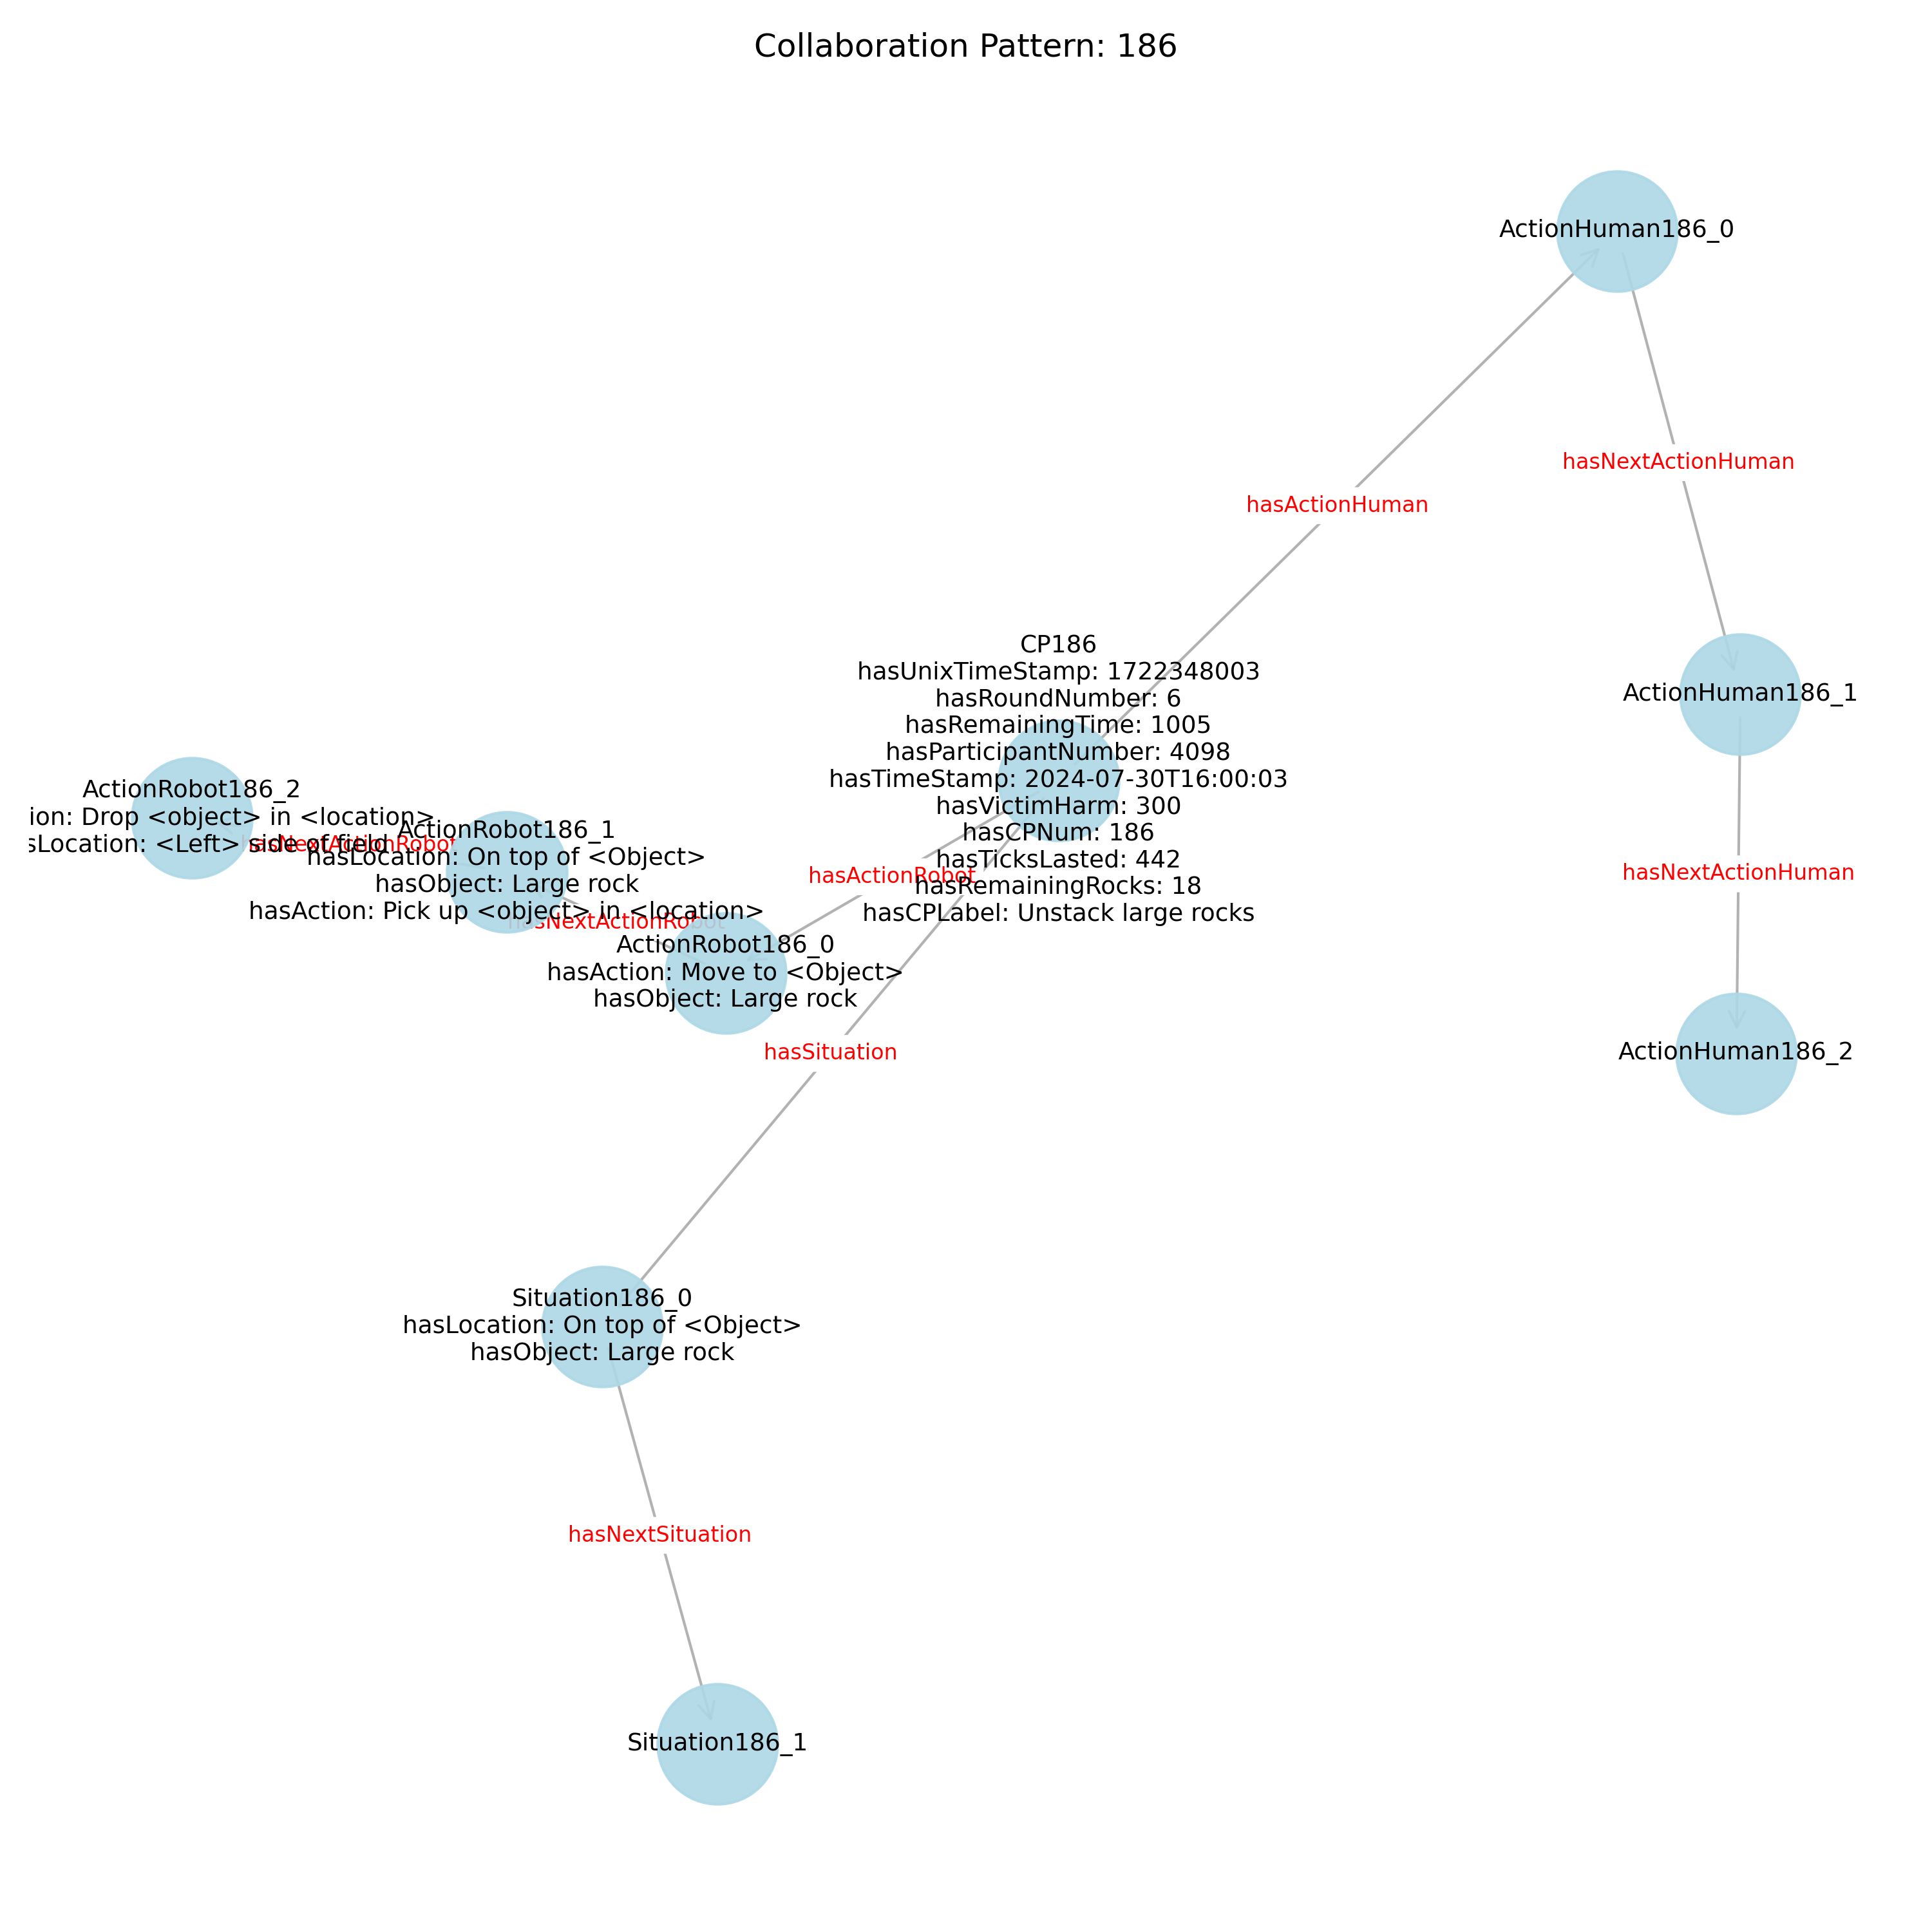 Collaboration Pattern: 186
ActionHuman186_0
hasNextActionHuman
hasActionHuman
CP186
hasUnixTimeStamp: 1722348003
hasRoundNumber: 6
hasRemainingTime: 1005
hasParticipantNumber: 4098
hasTimeStamp: 2024-07-30T16:00:03
hasVictimHarm: 300
hasCPNum: 186
hasTicksLasted: 442
hasRemainingRocks: 18
hasCPLabel: Unstack large rocks
ActionHuman186_1
ActionRobot186_2
ion: Drop <object> in <location>
sLocation: <Left> side of field
hasNextActionRobot
ActionRobot186_1
hasLocation: On top of <Object>
hasObject: Large rock
hasAction: Pick up <object> in <location>
hasActionRobot
hasNextActionHuman
hasNextActionRobot
ActionRobot186_0
hasAction: Move to <Object>
hasObject: Large rock
hasSituation
ActionHuman186_2
Situation186_0
hasLocation: On top of <Object>
hasObject: Large rock
hasNextSituation
Situation186_1